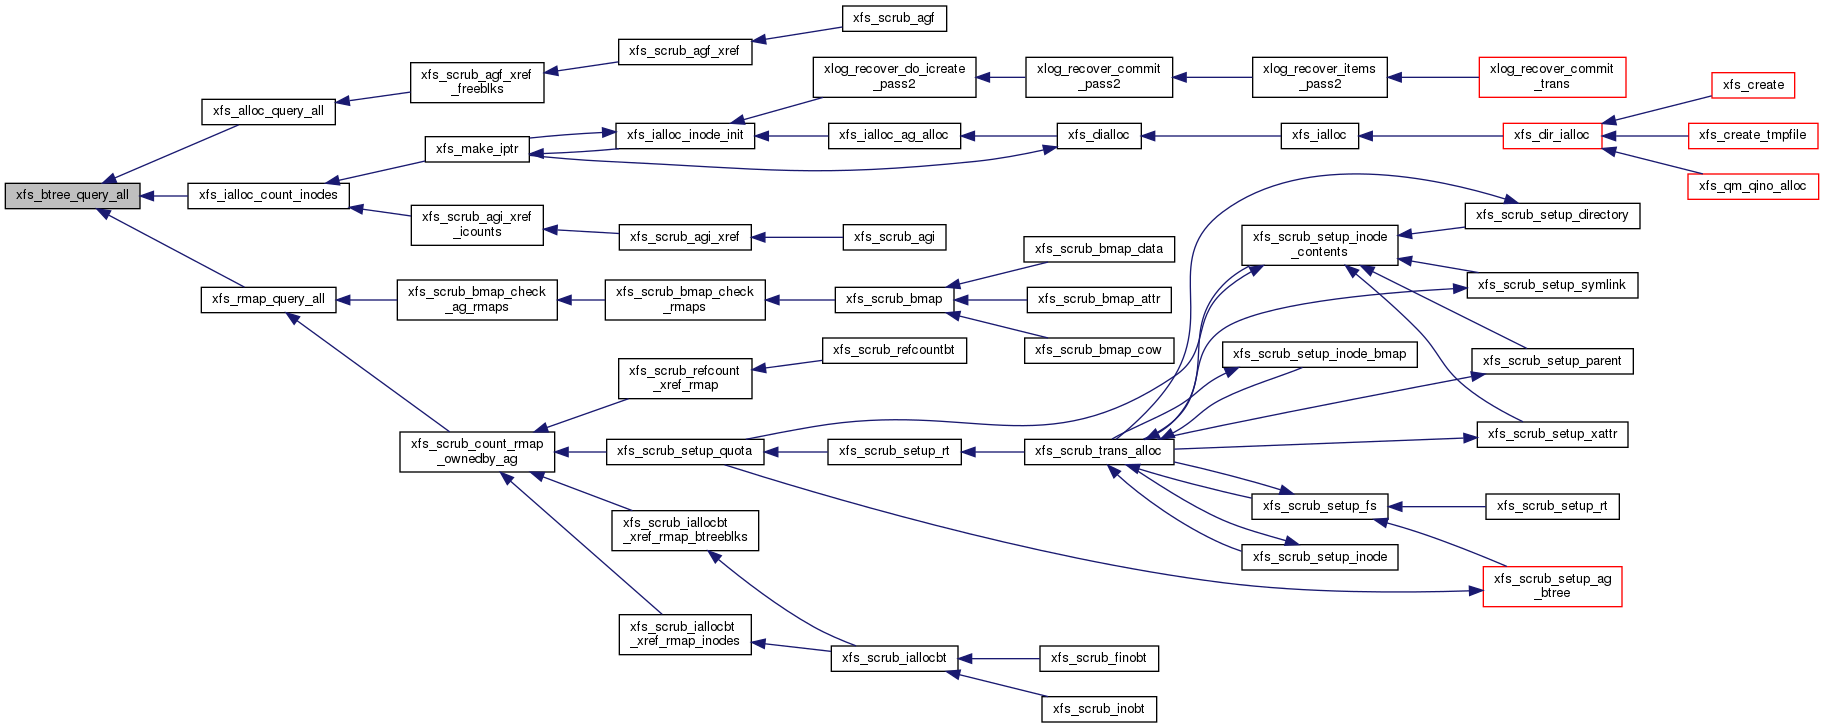 xfs_scrub_agf
xfs_scrub_agf_xref
xfs_scrub_agf_xref
_freeblks
xfs_alloc_query_all
xlog_recover_do_icreate
_pass2
xlog_recover_commit
_pass2
xlog_recover_items
_pass2
xlog_recover_commit
_trans
xfs_create
xfs_make_iptr
xfs_ialloc_inode_init
xfs_ialloc_ag_alloc
xfs_dialloc
xfs_ialloc
xfs_dir_ialloc
xfs_create_tmpfile
xfs_qm_qino_alloc
xfs_btree_query_all
xfs_ialloc_count_inodes
xfs_scrub_agi_xref
_icounts
xfs_scrub_agi_xref
xfs_scrub_agi
xfs_scrub_setup_inode
_contents
xfs_scrub_setup_directory
xfs_scrub_bmap_data
xfs_scrub_setup_symlink
xfs_rmap_query_all
xfs_scrub_bmap_check
_ag_rmaps
xfs_scrub_bmap_check
_rmaps
xfs_scrub_bmap
xfs_scrub_bmap_attr
xfs_scrub_bmap_cow
xfs_scrub_setup_inode_bmap
xfs_scrub_setup_parent
xfs_scrub_refcountbt
xfs_scrub_refcount
_xref_rmap
xfs_scrub_setup_xattr
xfs_scrub_count_rmap
_ownedby_ag
xfs_scrub_setup_quota
xfs_scrub_setup_rt
xfs_scrub_trans_alloc
xfs_scrub_setup_fs
xfs_scrub_setup_rt
xfs_scrub_iallocbt
_xref_rmap_btreeblks
xfs_scrub_setup_inode
xfs_scrub_setup_ag
_btree
xfs_scrub_iallocbt
_xref_rmap_inodes
xfs_scrub_iallocbt
xfs_scrub_finobt
xfs_scrub_inobt